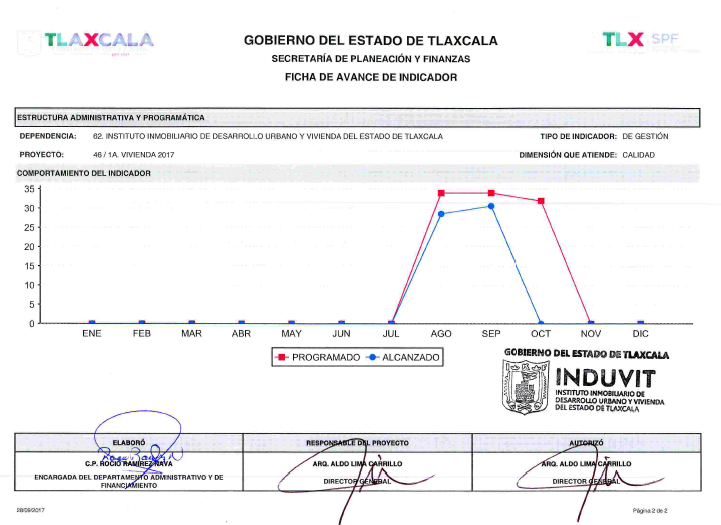 TLAXCALA
GOBIERNO DEL ESTADO DE TLAXCALA
TLX SPF
SECRETARÍA DE PLANEACIÓN Y FINANZAS
FICHA DE AVANCE DE INDICADOR
ESTRUCTURA ADMINISTRATIVA Y PROGRAMÁTICA
DEPENDENCIA: 62. INSTITUTO INMOBILIARIO DE DESARROLLO URBANO Y VIVIENDA DEL ESTADO DE TLAXCALA TIPO DE INDICADOR: DE GESTIÓN
PROYECTO: 46 / 1A. VIVIENDA 2017 DIMENSIÓN QUE ATIENDE: CALIDAD
COMPORTAMIENTO DEL INDICADOR
35
30
25
20
15
10
5
0
ENE FEB MAR ABR MAY JUN JUL AGO SEP OCT NOV DIC
PROGRAMADO ALCANZADO
GOBIERNO DEL ESTADO DE TLAXCALA
INDUVIT
INSTITUTO INMOBILIARIO DE
DESARROLLO URBANO Y VIVIENDA
DEL ESTADO DE TLAXCALA
ELABORÓ RESPONSABLE DEL PROYECTO AUTORIZÓ
C.P. ROCIO RAMIREZ NAVA ARQ. ALDO LIMA CARRILLO ARQ. ALDO LIMA CARRILLO
ENCARGADA DEL DEPARTAMENTO ADMINISTRATIVO Y DE DIRECTOR GENERAL DIRECTOR GENERAL
FINANCIAMIENTO
28/09/2017 Página 2 de 2